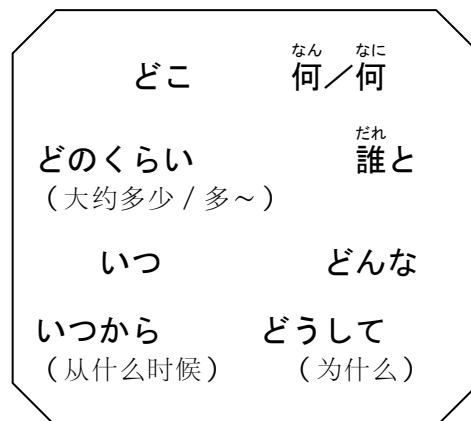 なん なに
どこ 何／何
だれ
どのくらい 誰と
（大约多少 / 多～）
いつ どんな
いつから どうして
（从什么时候） （为什么）